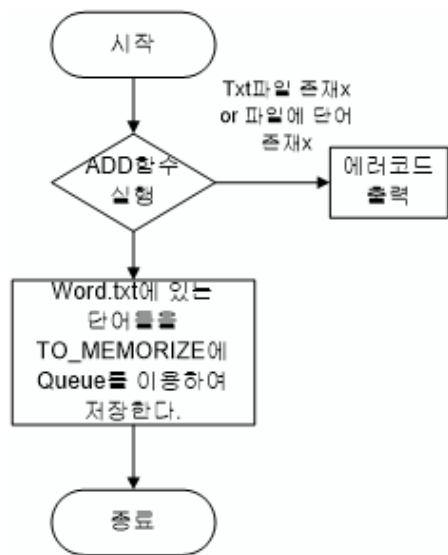 시작
Txt파일 존재x
or 파일에 단어
존재x
ADD함수
실행
에러코드
출력
Word.txt에 있는
단어들을
TO_MEMORIZE에
Queue를 이용하여
저장한다.
종료